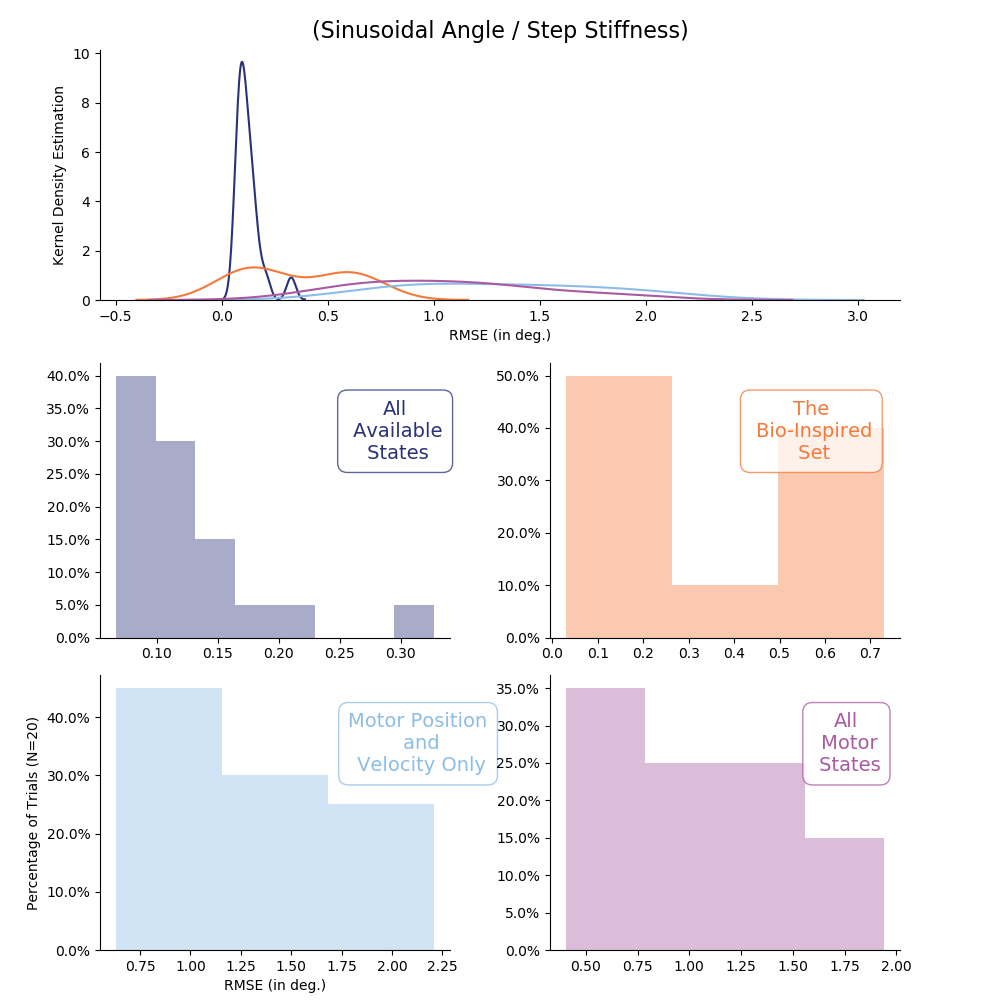 (Sinusoidal Angle / Step Stiffness)
Kernel Density Estimation
10
8
6
4
2
0
−0.5 0.0 0.5 1.0 1.5 2.0 2.5 3.0
RMSE (in deg.)
40.0%
35.0%
30.0%
25.0%
20.0%
15.0%
10.0%
5.0%
0.0%
All
Available
States
0.10 0.15 0.20 0.25 0.30
50.0%
40.0%
30.0%
20.0%
10.0%
0.0%
The
Bio-Inspired
Set
0.0 0.1 0.2 0.3 0.4 0.5 0.6 0.7
Percentage of Trials (N=20)
40.0%
30.0%
20.0%
10.0%
0.0%
Motor Position
and
Velocity Only
0.75 1.00 1.25 1.50 1.75 2.00 2.25
RMSE (in deg.)
35.0%
30.0%
25.0%
20.0%
15.0%
10.0%
5.0%
0.0%
All
Motor
States
0.50 0.75 1.00 1.25 1.50 1.75 2.00